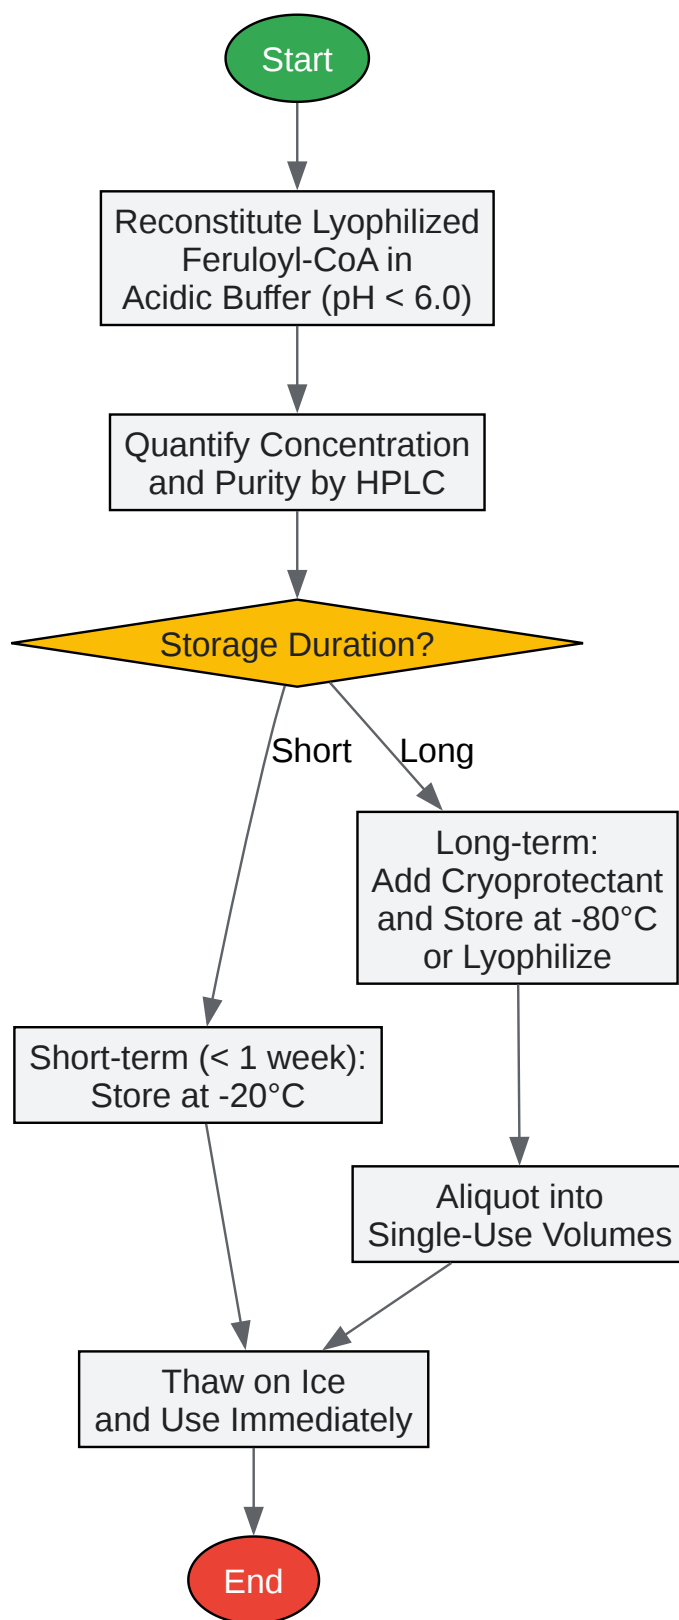 Start
Reconstitute Lyophilized
Feruloyl-CoA in
Acidic Buffer (pH < 6.0)
Quantify Concentration
and Purity by HPLC
Storage Duration?
Short
Long
Long-term:
Add Cryoprotectant
and Store at -80°C
or Lyophilize
Short-term (< 1 week):
Store at -20°C
Aliquot into
Single-Use Volumes
Thaw on Ice
and Use Immediately
End